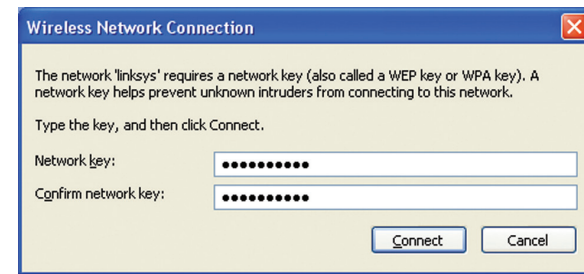 Wireless Network Connection
The network 'linksys' requires a network key (also called a WEP key or WPA key). A
network key helps prevent unknown intruders from connecting to this network.
Type the key, and then click Connect.
Network key: ●●●●●●●●●●
Confirm network key: ●●●●●●●●●●
Connect Cancel